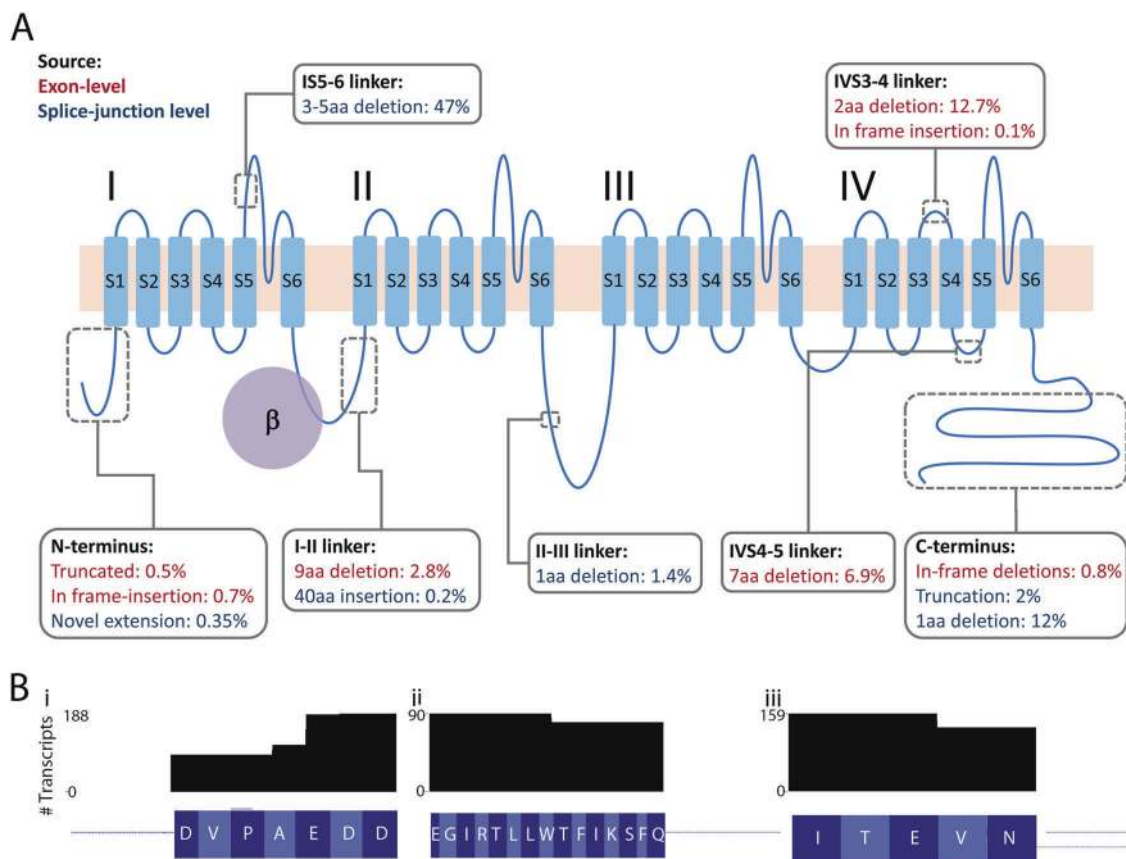 A
Source:
Exon-level
Splice-junction level
IS5-6 linker:
3-5aa deletion: 47%
IVS3-4 linker:
2aa deletion: 12.7%
In frame insertion: 0.1%
I II III IV
S1 S2 S3 S4 S5 S6 S1 S2 S3 S4 S5 S6 S1 S2 S3 S4 S5 S6 S1 S2 S3 S4 S5 S6
β
N-terminus:
Truncated: 0.5%
In frame-insertion: 0.7%
Novel extension: 0.35%
I-II linker:
9aa deletion: 2.8%
40aa insertion: 0.2%
II-III linker:
1aa deletion: 1.4%
IVS4-5 linker:
7aa deletion: 6.9%
C-terminus:
In-frame deletions: 0.8%
Truncation: 2%
1aa deletion: 12%
B
# Transcripts
i
188
0
D V P A E D D
ii
90
0
E G I R T L L W T F I K S F Q
iii
159
0
I T E V N